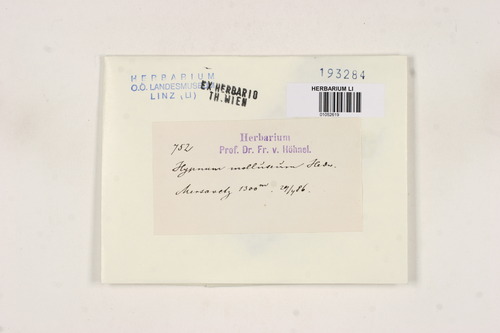 HERBARIUM
O.Ö. LANDESMUSEUM
LINZ (LI)
EX HERBARIO
TH. WIEN
193284
HERBARIUM LI
Herbarium
Prof. Dr. Fr. v. Höhnel.
752
Hypnum molluscum Hedw.
1300m.